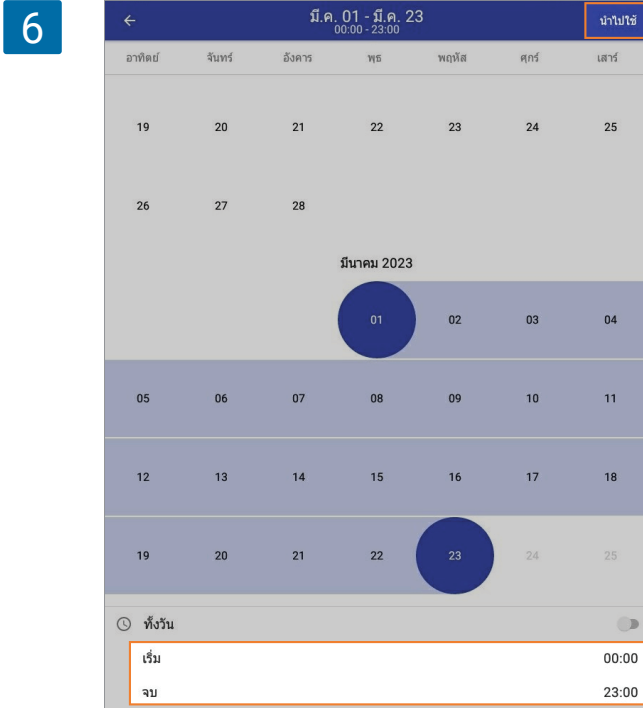 6
มี.ค. 01 - มี.ค. 23
00:00 - 23:00
นำไปใช้
อาทิตย์ จันทร์ อังคาร พุธ พฤหัส ศุกร์ เสาร์
19 20 21 22 23 24 25
26 27 28
มีนาคม 2023
01 02 03 04
05 06 07 08 09 10 11
12 13 14 15 16 17 18
19 20 21 22 23 24 25
ทั้งวัน
เริ่ม 00:00
จบ 23:00